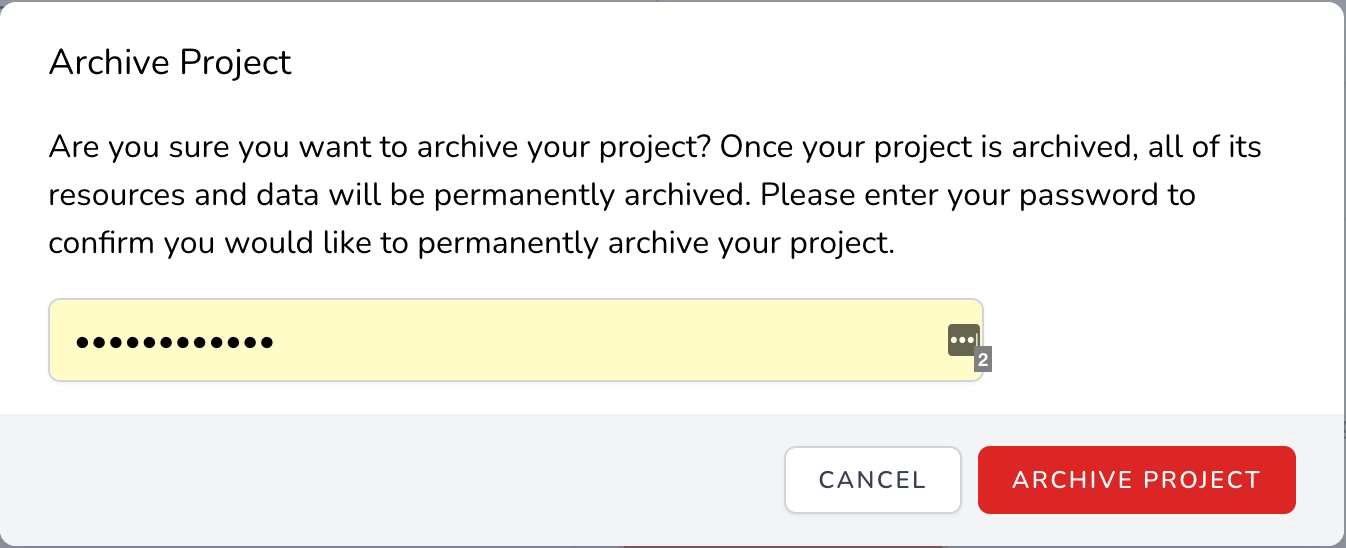 Archive Project
Are you sure you want to archive your project? Once your project is archived, all of its
resources and data will be permanently archived. Please enter your password to
confirm you would like to permanently archive your project.
••••••••••••
2
CANCEL
ARCHIVE PROJECT